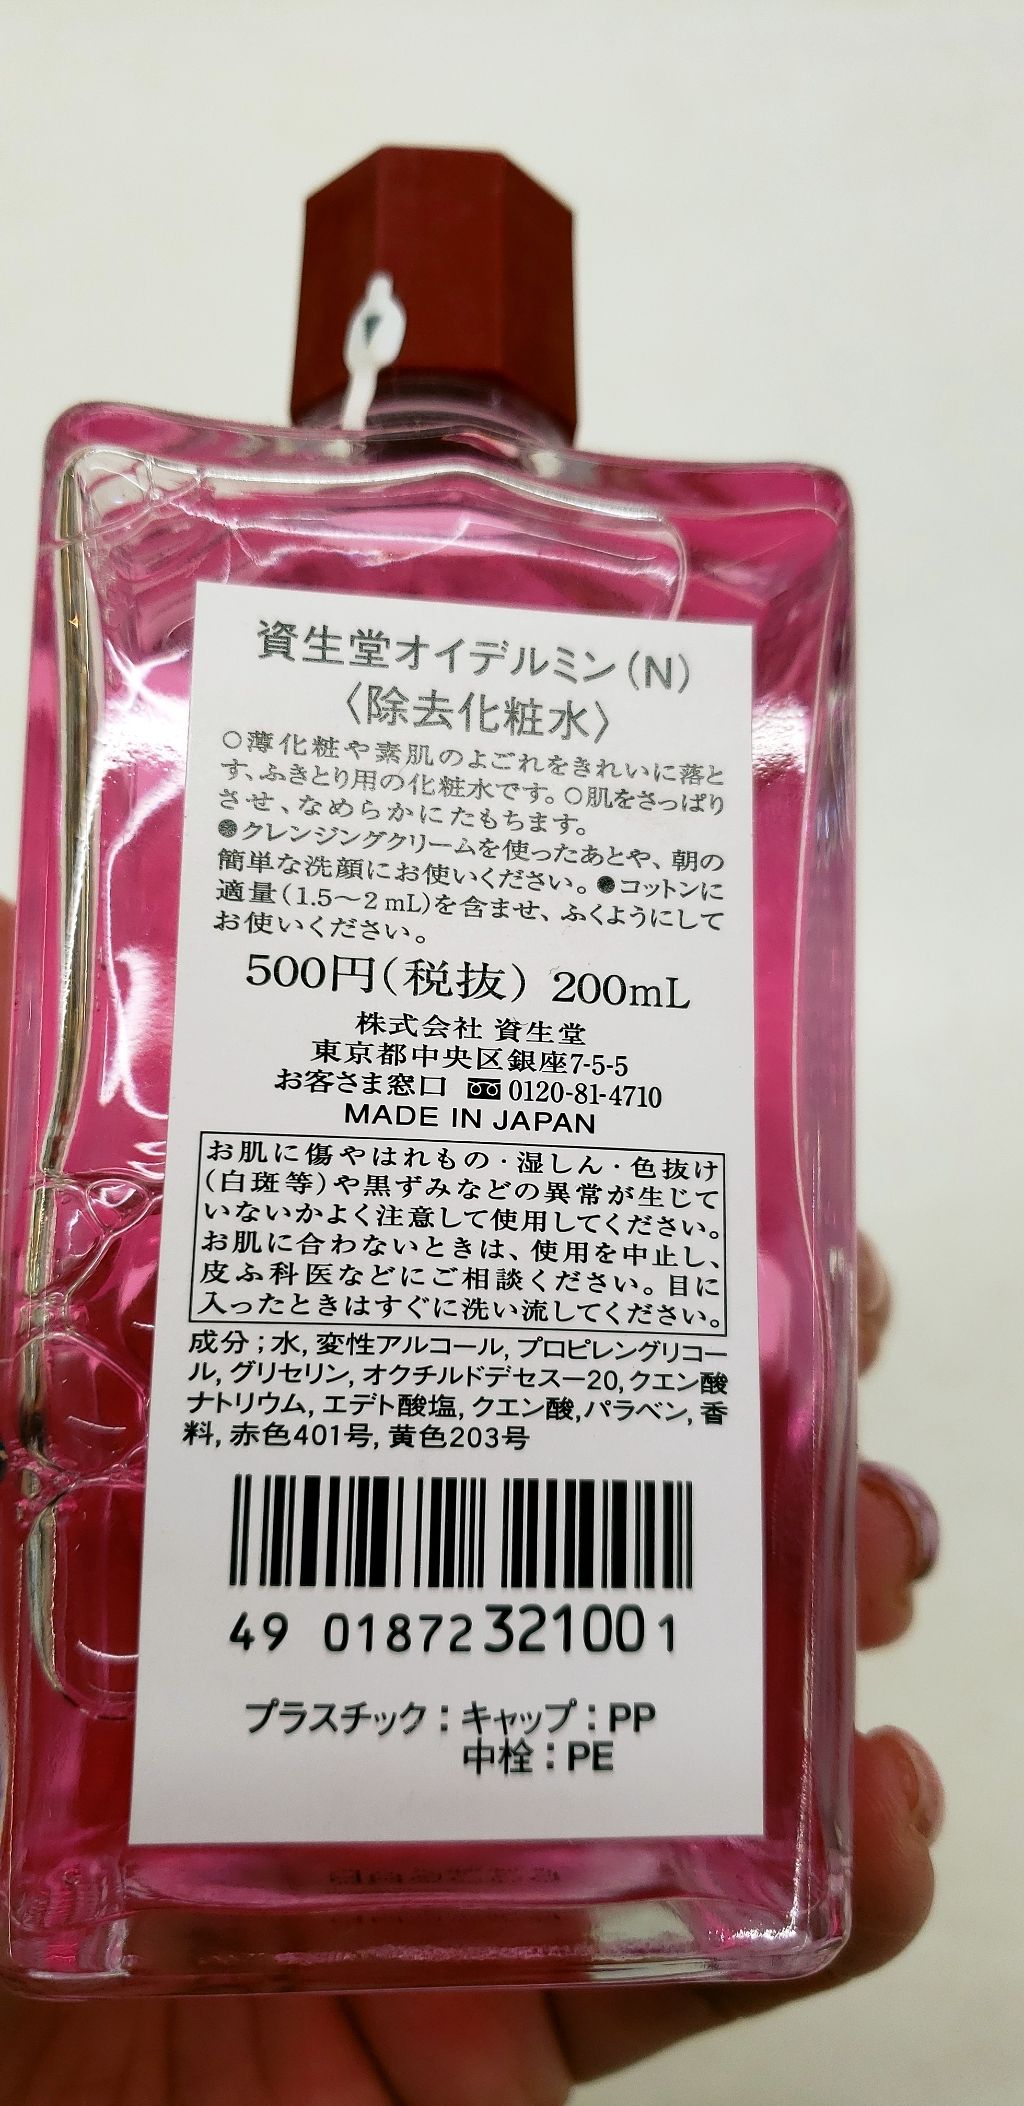 資生堂オイデルミン(N)
〈除去化粧水〉
○薄化粧や素肌のよごれをきれいに落と
す、ふきとり用の化粧水です。○肌をさっぱり
させ、なめらかにたもちます。
●クレンジングクリームを使ったあとや、朝の
簡単な洗顔にお使いください。●コットンに
適量(1.5〜2mL)を含ませ、ふくようにして
お使いください。
500円(税抜) 200mL
株式会社 資生堂
東京都中央区銀座7-5-5
お客さま窓口 0120-81-4710
MADE IN JAPAN
お肌に傷やはれもの・湿しん・色抜け
(白斑等)や黒ずみなどの異常が生じて
いないかよく注意して使用してください。
お肌に合わないときは、使用を中止し、
皮ふ科医などにご相談ください。目に
入ったときはすぐに洗い流してください。
成分;水, 変性アルコール, プロピレングリコー
ル, グリセリン, オクチルドデセスー20, クエン酸
ナトリウム, エデト酸塩, クエン酸, パラベン, 香
料, 赤色401号, 黄色203号
49 01872 321001
プラスチック：キャップ：PP
中栓：PE